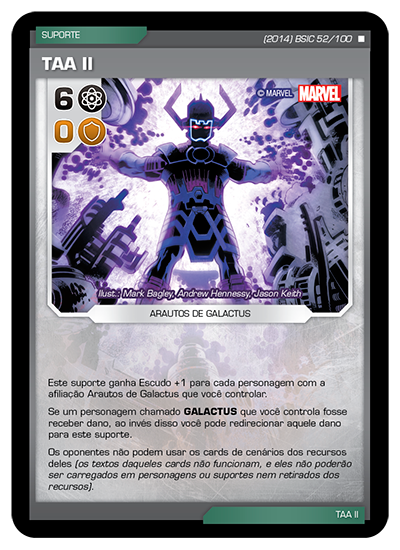 SUPORTE
(2014) BSIC 52/100
TAA II
6
© MARVEL MARVEL
0
Ilust.: Mark Bagley, Andrew Hennessy, Jason Keith
ARAUTOS DE GALACTUS
Este suporte ganha Escudo +1 para cada personagem com a
afiliação Arautos de Galactus que você controlar.
Se um personagem chamado GALACTUS que você controla fosse
receber dano, ao invés disso você pode redirecionar aquele dano
para este suporte.
Os oponentes não podem usar os cards de cenários dos recursos
deles (os textos daqueles cards não funcionam, e eles não poderão
ser carregados em personagens ou suportes nem retirados dos
recursos).
TAA II